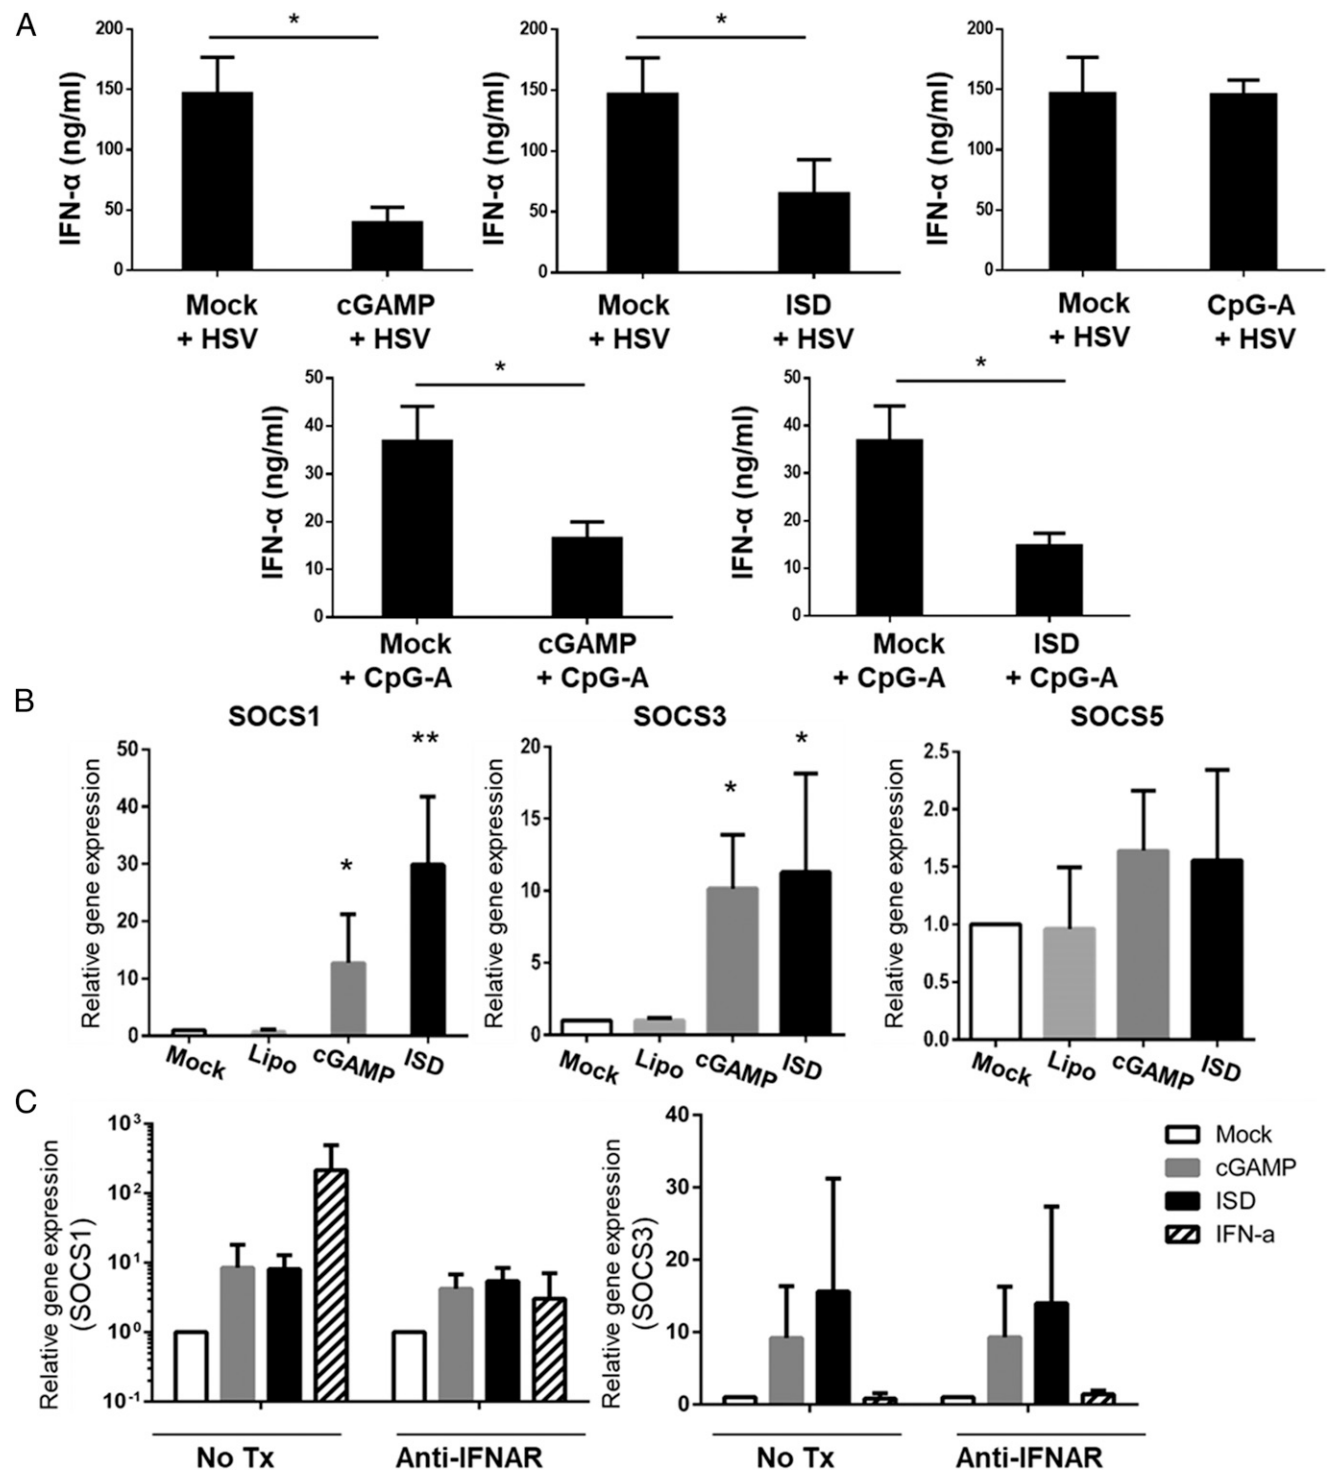 A
*
*
IFN-α (ng/ml)
200
150
100
50
0
Mock
+ HSV
cGAMP
+ HSV
IFN-α (ng/ml)
200
150
100
50
0
Mock
+ HSV
ISD
+ HSV
IFN-α (ng/ml)
200
150
100
50
0
Mock
+ HSV
CpG-A
+ HSV
*
*
IFN-α (ng/ml)
50
40
30
20
10
0
Mock
+ CpG-A
cGAMP
+ CpG-A
IFN-α (ng/ml)
50
40
30
20
10
0
Mock
+ CpG-A
ISD
+ CpG-A
B
SOCS1
Relative gene expression
50
40
30
20
10
0
*
**
Mock
Lipo
cGAMP
ISD
SOCS3
Relative gene expression
20
15
10
5
0
*
*
Mock
Lipo
cGAMP
ISD
SOCS5
Relative gene expression
2.5
2.0
1.5
1.0
0.5
0.0
Mock
Lipo
cGAMP
ISD
C
Relative gene expression
(SOCS1)
10³
10²
10¹
10⁰
10⁻¹
No Tx
Anti-IFNAR
Relative gene expression
(SOCS3)
40
30
20
10
0
No Tx
Anti-IFNAR
Mock
cGAMP
ISD
IFN-a